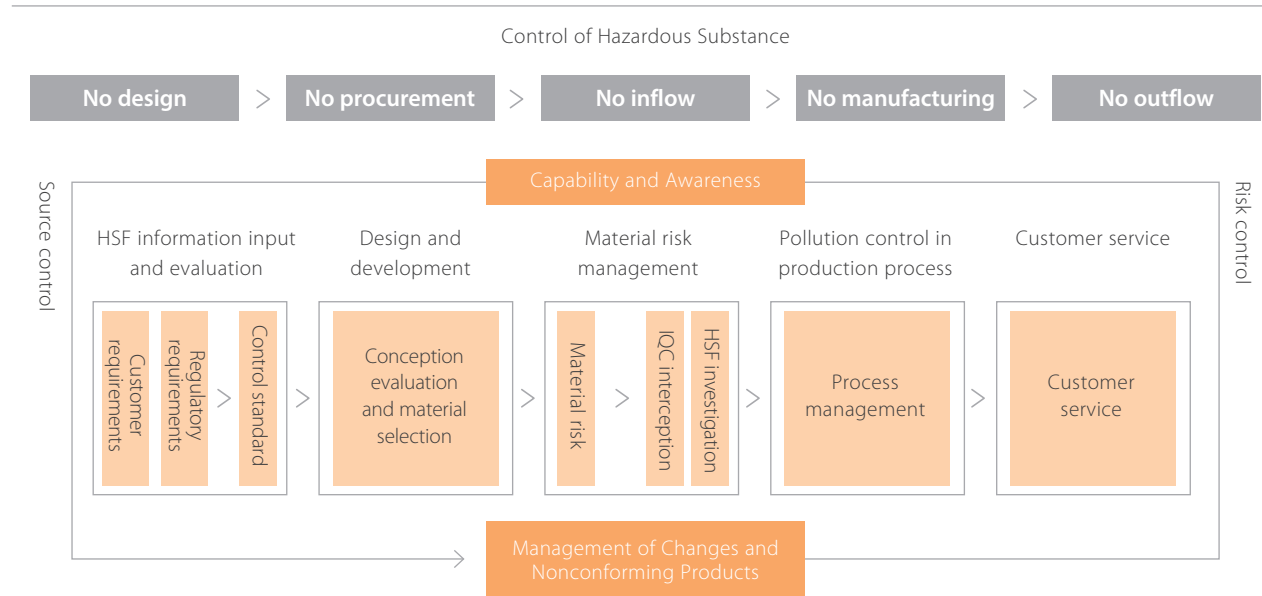 Control of Hazardous Substance
No design
>
No procurement
>
No inflow
>
No manufacturing
>
No outflow
Source control
Capability and Awareness
Risk control
HSF information input
and evaluation
Design and
development
Material risk
management
Pollution control in
production process
Customer service
Customer
requirements
Regulatory
requirements
>
Control standard
>
Conception
evaluation
and material
selection
>
Material risk
>
IQC interception
HSF investigation
>
Process
management
>
Customer
service
Management of Changes and
Nonconforming Products